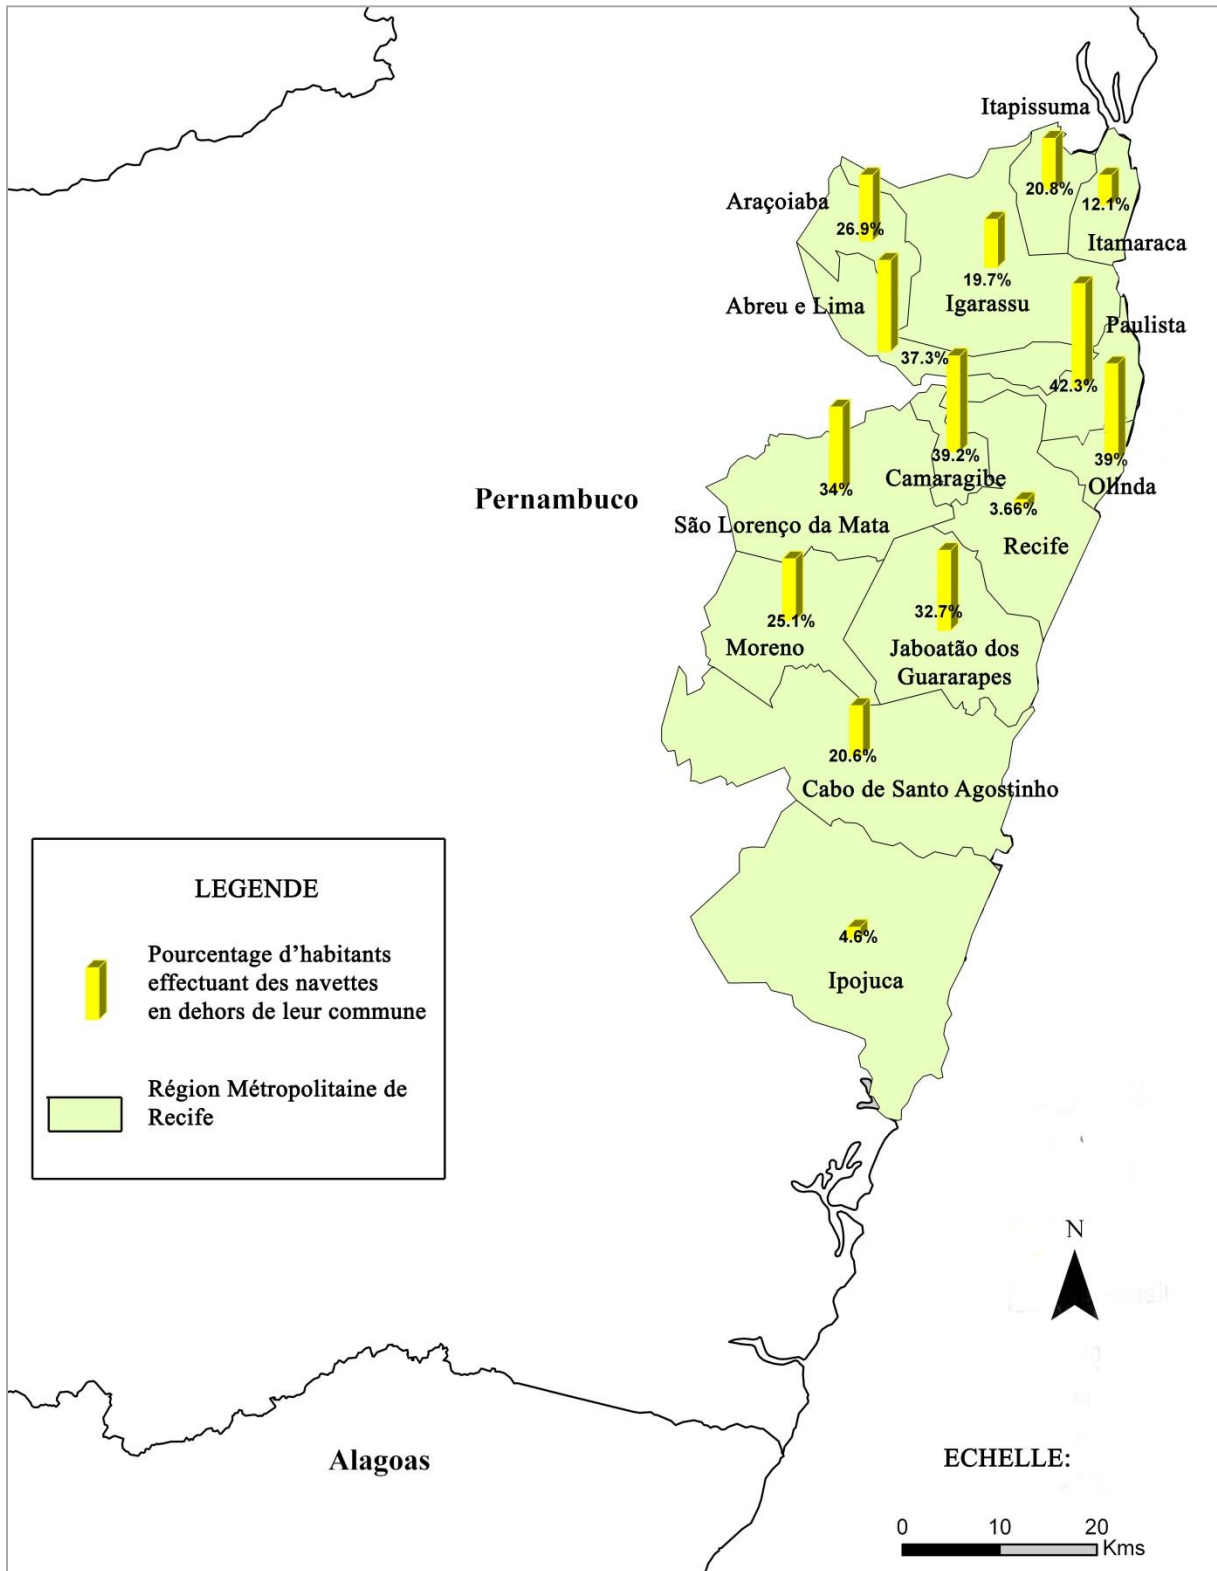 Itapissuma
20.8%
12.1%
Araçoiaba
26.9%
Itamaraca
19.7%
Igarassu
Abreu e Lima
Paulista
37.3%
42.3%
39.2%
39%
Camaragibe
OlInda
34%
Pernambuco
São Lorenço da Mata
3.66%
Recife
32.7%
25.1%
Moreno
Jaboatão dos
Guararapes
20.6%
Cabo de Santo Agostinho
LEGENDE
Pourcentage d'habitants
effectuant des navettes
en dehors de leur commune
Région Métropolitaine de
Recife
4.6%
Ipojuca
N
Alagoas
ECHELLE:
0 10 20
Kms